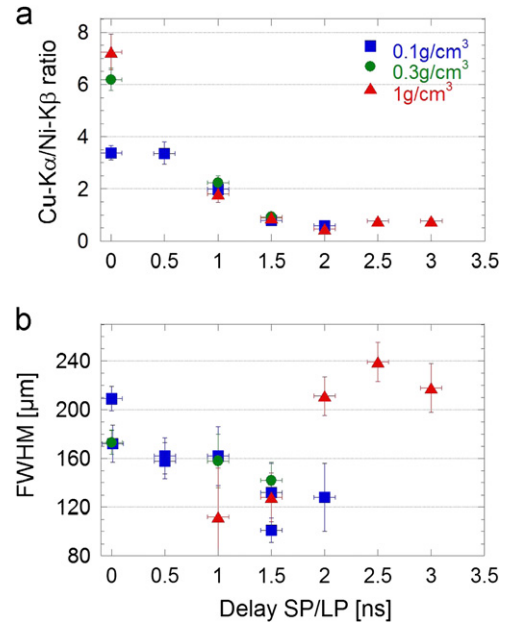 a
8
6
4
2
0
Cu-Kα/Ni-Kβ ratio
0.1g/cm³
0.3g/cm³
1g/cm³
0 0.5 1 1.5 2 2.5 3 3.5
b
240
200
160
120
80
FWHM [µm]
0 0.5 1 1.5 2 2.5 3 3.5
Delay SP/LP [ns]